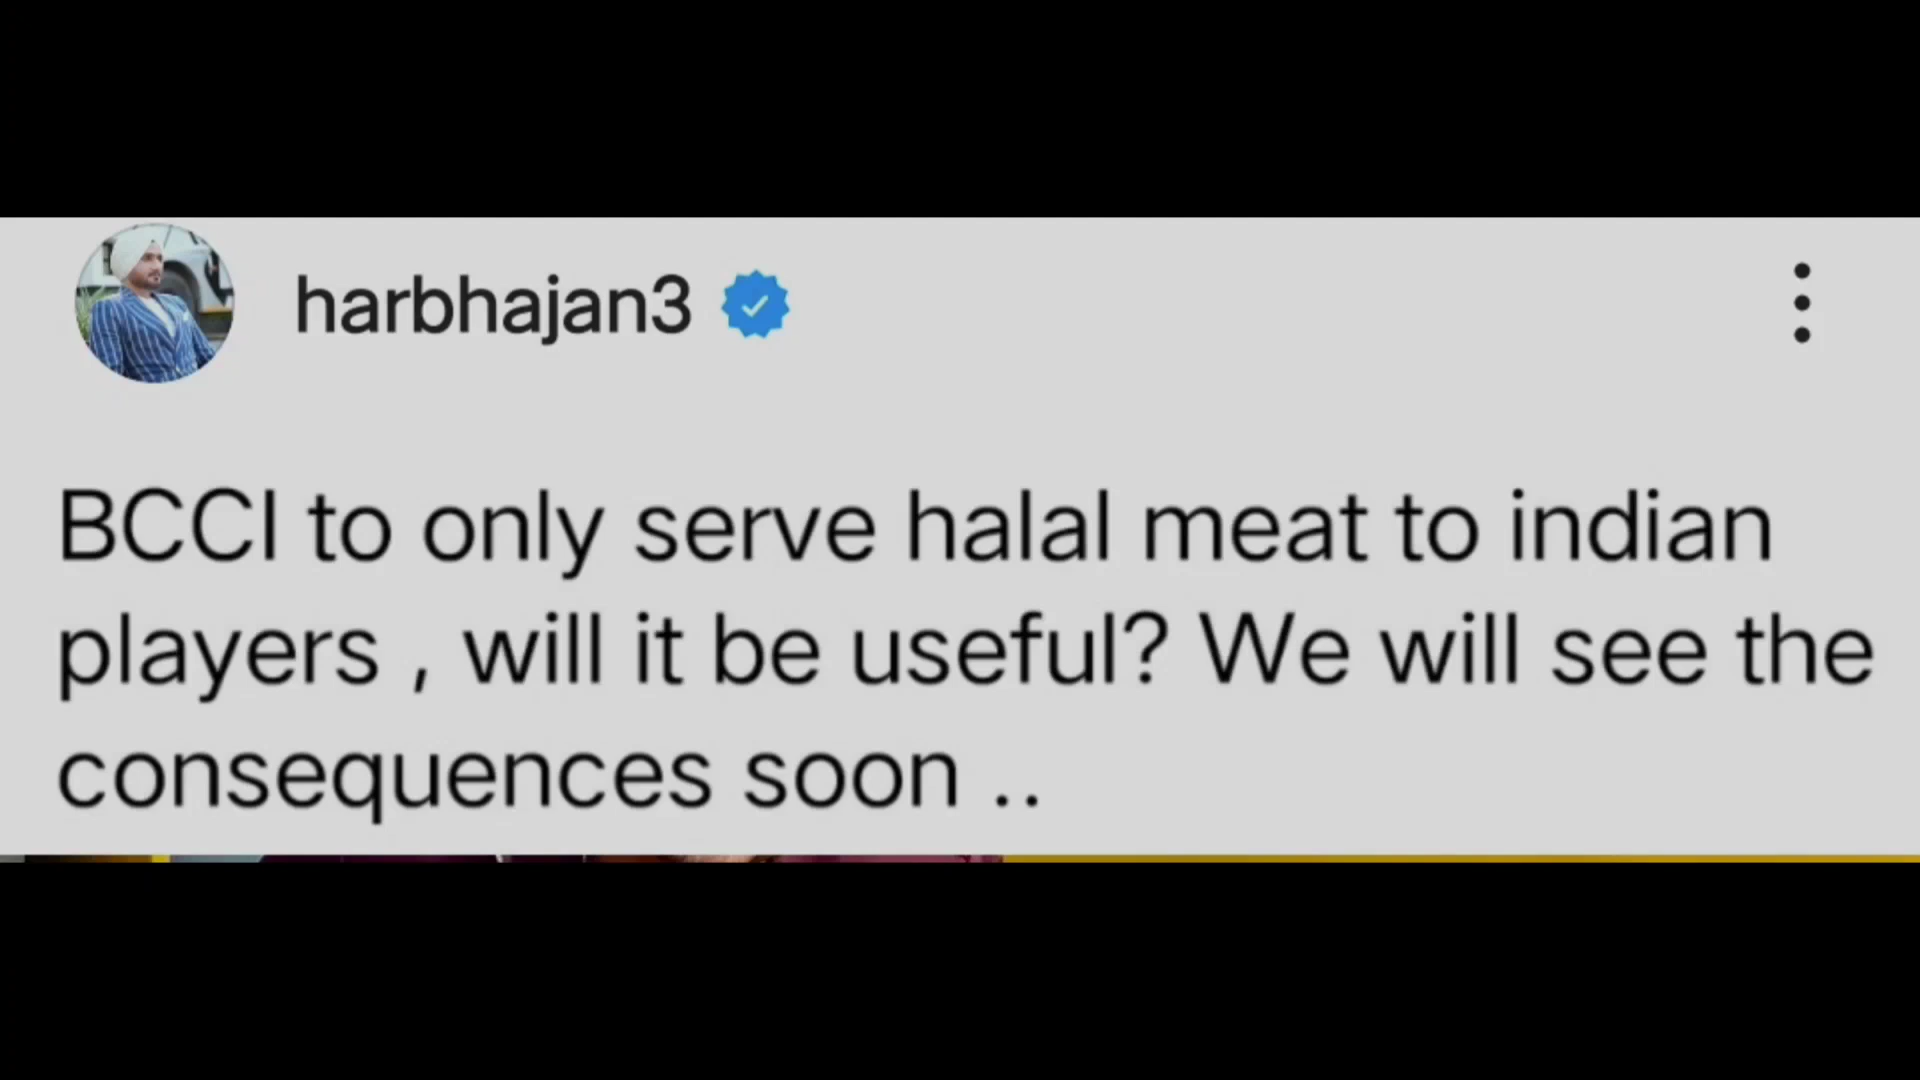 harbhajan3
BCCI to only serve halal meat to indian
players , will it be useful? We will see the
consequences soon ..